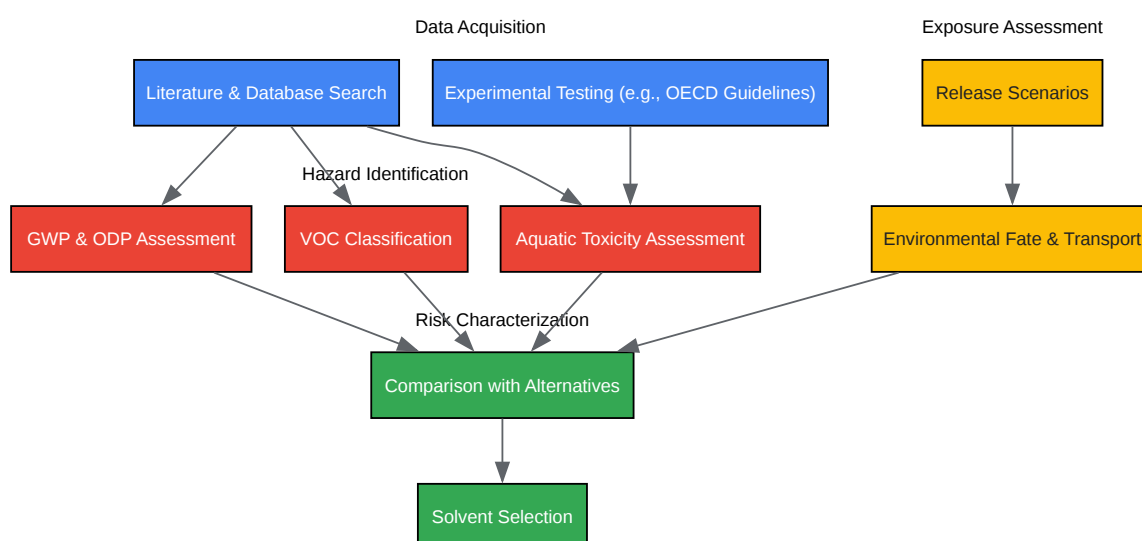 Data Acquisition
Exposure Assessment
Literature & Database Search
Experimental Testing (e.g., OECD Guidelines)
Release Scenarios
Hazard Identification
GWP & ODP Assessment
VOC Classification
Aquatic Toxicity Assessment
Environmental Fate & Transport
Risk Characterization
Comparison with Alternatives
Solvent Selection